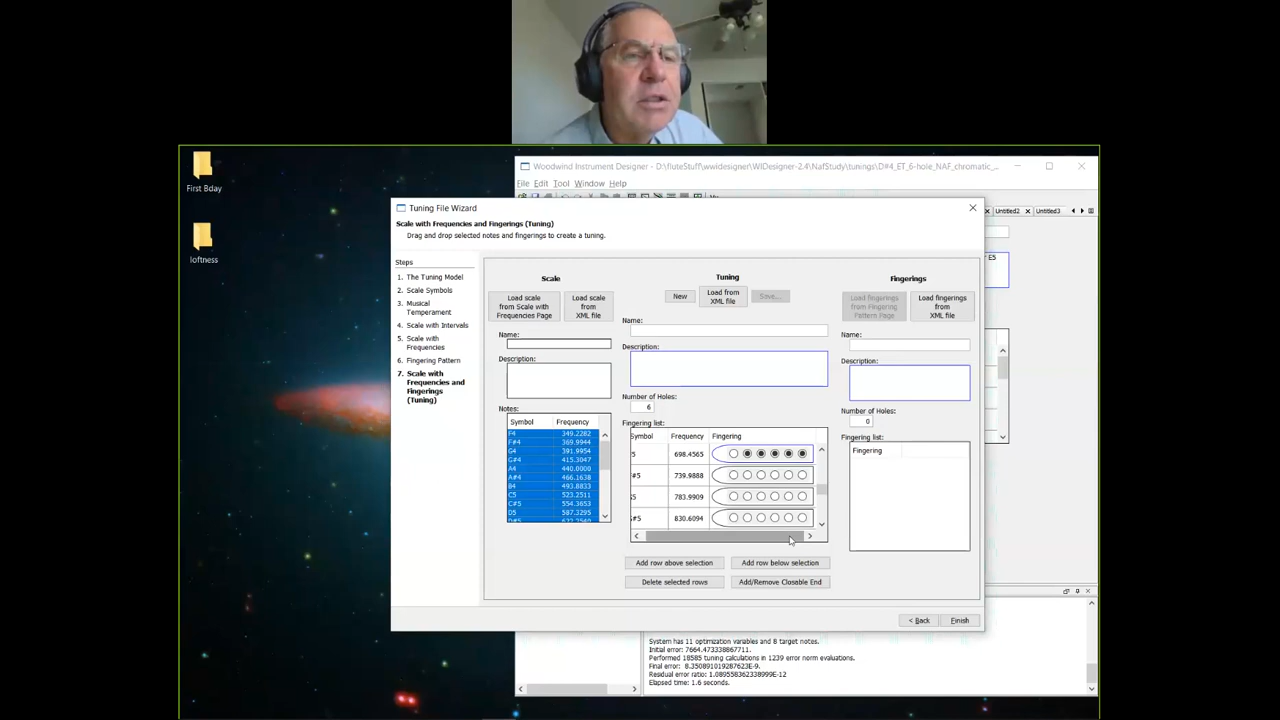 First Bday
loftness
Woodwind Instrument Designer - D:\fluteStuff\wwidesigner\WIDesigner-2.4\NafStudy\tunings\D#4_ET_6-hole_NAF_chromatic_...
File Edit Tool Window Help
Untitled2 Untitled3
E5
Tuning File Wizard
Scale with Frequencies and Fingerings (Tuning)
Drag and drop selected notes and fingerings to create a tuning.
Steps
1. The Tuning Model
2. Scale Symbols
3. Musical
Temperament
4. Scale with Intervals
5. Scale with
Frequencies
6. Fingering Pattern
7. Scale with
Frequencies and
Fingerings
(Tuning)
Scale
Load scale
from Scale with
Frequencies Page
Load scale
from
XML file
Name:
Description:
Notes:
Symbol Frequency
F4 349.2282
F#4 369.9944
G4 391.9954
G#4 415.3047
A4 440.0000
A#4 466.1638
B4 493.8833
C5 523.2511
C#5 554.3653
D5 587.3295
D#5 622.2540
Tuning
New
Load from
XML file
Save...
Name:
Description:
Number of Holes:
6
Fingering list:
Symbol Frequency Fingering
698.4565
739.9888
783.9909
830.6094
Add row above selection Add row below selection
Delete selected rows Add/Remove Closable End
Fingerings
Load fingerings
from Fingering
Pattern Page
Load fingerings
from
XML file
Name:
Description:
Number of Holes:
0
Fingering list:
Fingering
< Back Finish
System has 11 optimization variables and 8 target notes.
Initial error: 7664.473338867711.
Performed 18585 tuning calculations in 1239 error norm evaluations.
Final error: 8.350891019287623E-9.
Residual error ratio: 1.089558362338999E-12
Elapsed time: 1.6 seconds.